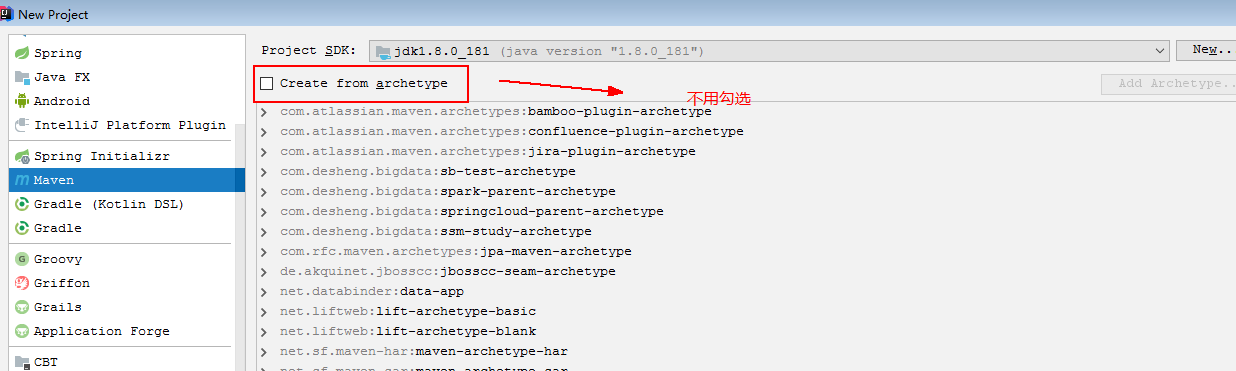 New Project
Spring
Java FX
Android
IntelliJ Platform Plugin
Spring Initializr
Maven
Gradle (Kotlin DSL)
Gradle
Groovy
Griffon
Grails
Application Forge
CBT
Project SDK: jdk1.8.0_181 (java version "1.8.0_181") New..
Create from archetype
不用勾选
Add Archetype..
com.atlassian.maven.archetypes:bamboo-plugin-archetype
com.atlassian.maven.archetypes:confluence-plugin-archetype
com.atlassian.maven.archetypes:jira-plugin-archetype
com.desheng.bigdata:sb-test-archetype
com.desheng.bigdata:spark-parent-archetype
com.desheng.bigdata:springcloud-parent-archetype
com.desheng.bigdata:ssm-study-archetype
com.rfc.maven.archetypes:jpa-maven-archetype
de.akquinet.jbosscc:jbosscc-seam-archetype
net.databinder:data-app
net.liftweb:lift-archetype-basic
net.liftweb:lift-archetype-blank
net.sf.maven-har:maven-archetype-har